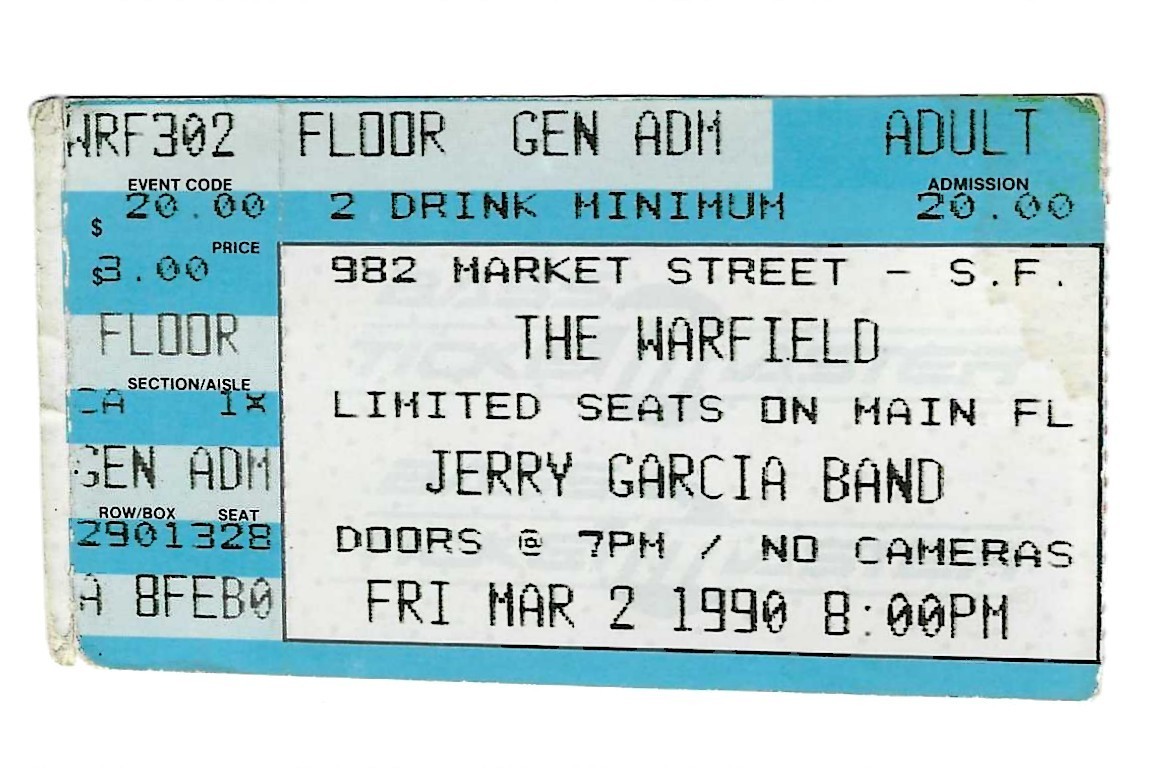 WRF302 FLOOR GEN ADM ADULT
EVENT CODE ADMISSION
$ 20.00 2 DRINK MINIMUM 20.00
PRICE
$3.00 982 MARKET STREET - S.F.
FLOOR THE WARFIELD
SECTION/AISLE
CA 1x LIMITED SEATS ON MAIN FL
GEN ADM JERRY GARCIA BAND
ROW/BOX SEAT
2901328 DOORS @ 7PM / NO CAMERAS
A 8FEB0 FRI MAR 2 1990 8:00PM